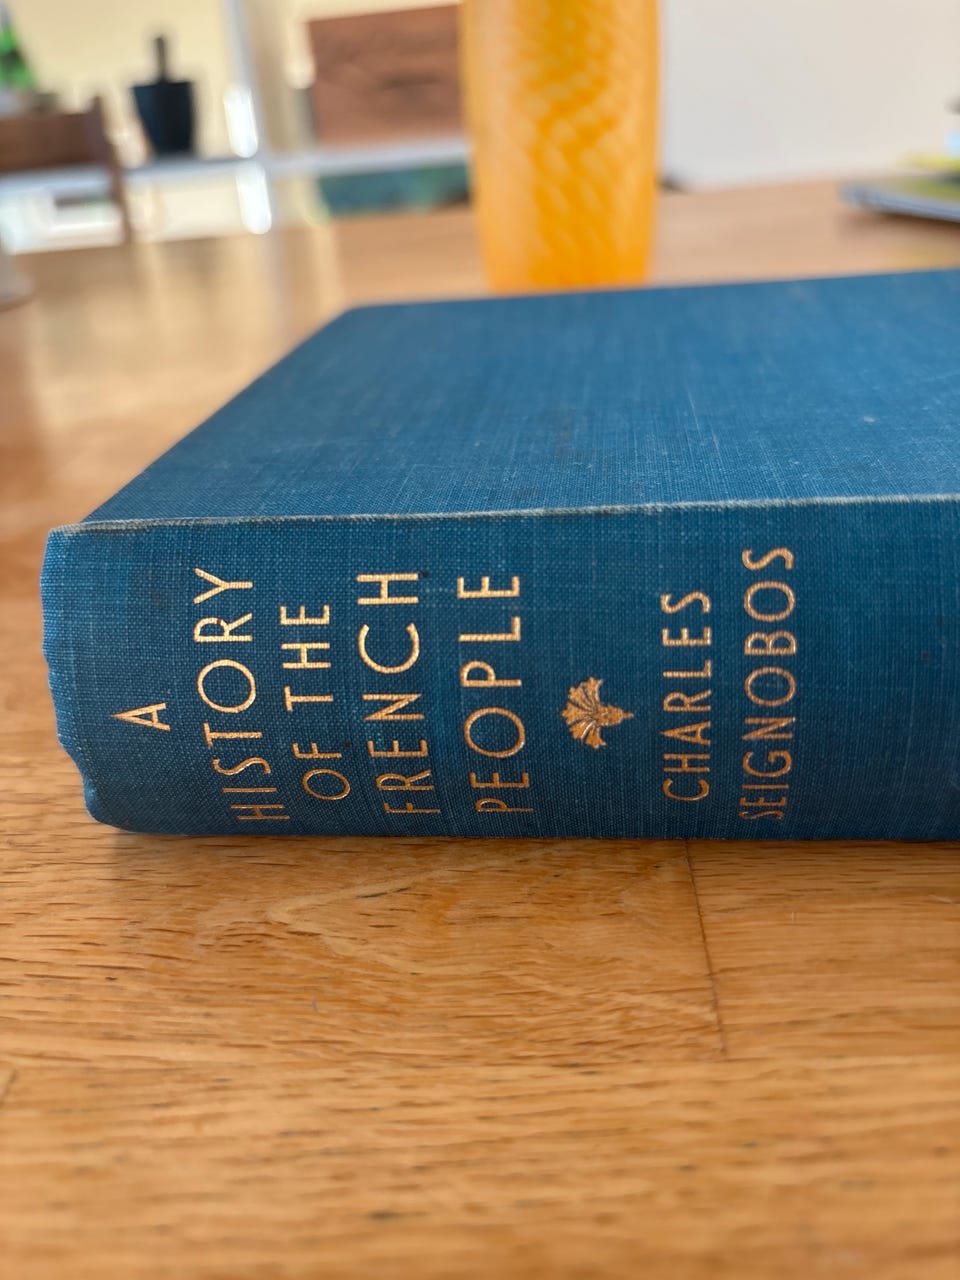 A
HISTORY
OF THE
FRENCH
PEOPLE
CHARLES
SEIGNOBOS